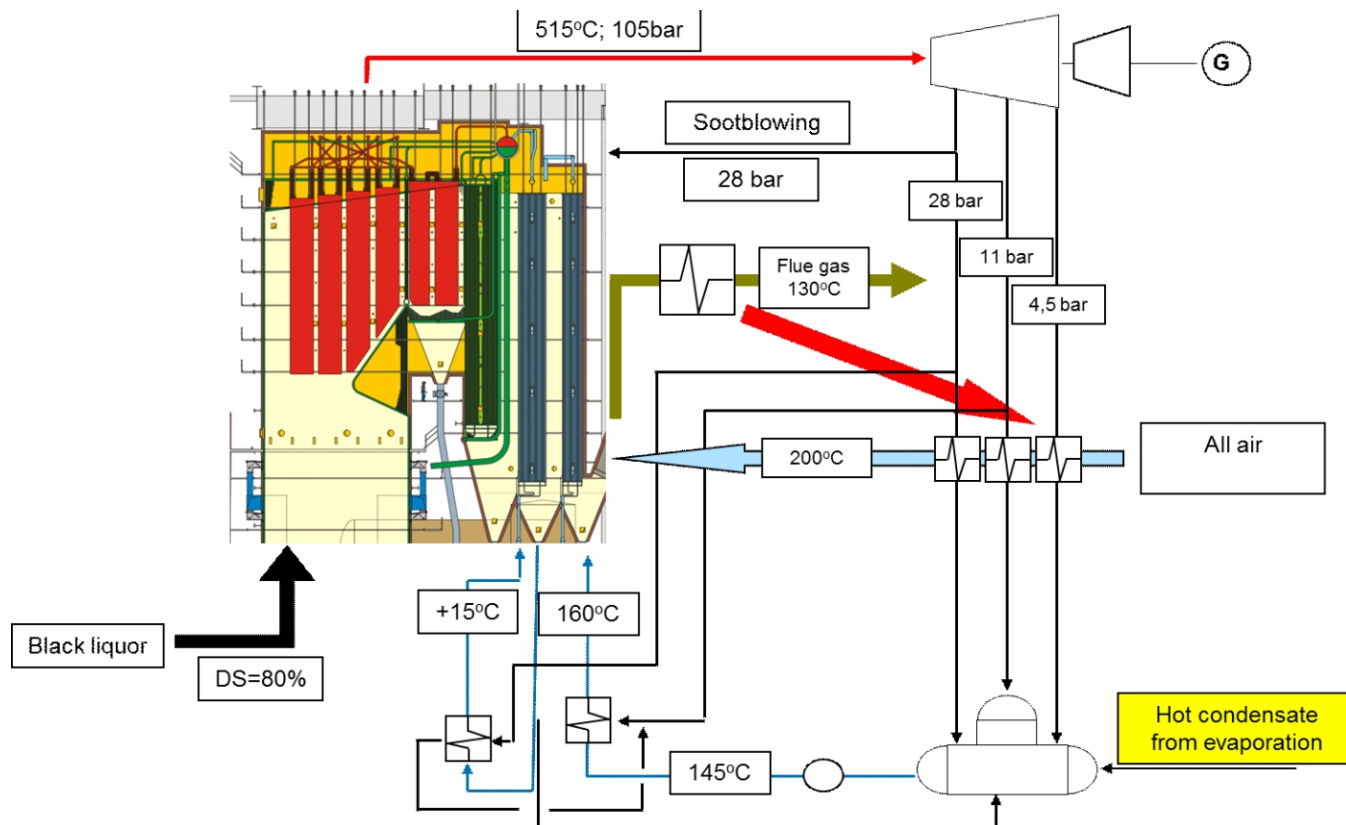 515°C; 105bar
G
Sootblowing
28 bar
28 bar
11 bar
4,5 bar
Flue gas
130°C
200°C
All air
+15°C
160°C
Black liquor
DS=80%
145°C
Hot condensate
from evaporation